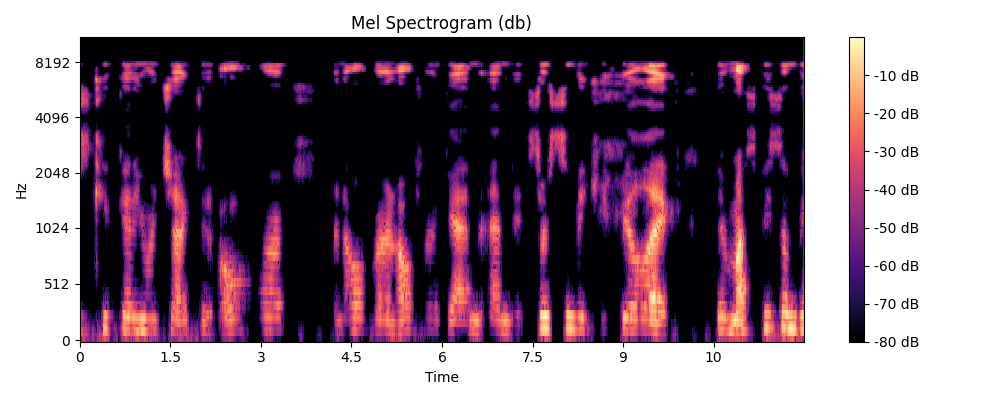 Mel Spectrogram (db)
8192
4096
2048
1024
512
0
Hz
0 1.5 3 4.5 6 7.5 9 10
Time
-10 dB
-20 dB
-30 dB
-40 dB
-50 dB
-60 dB
-70 dB
-80 dB